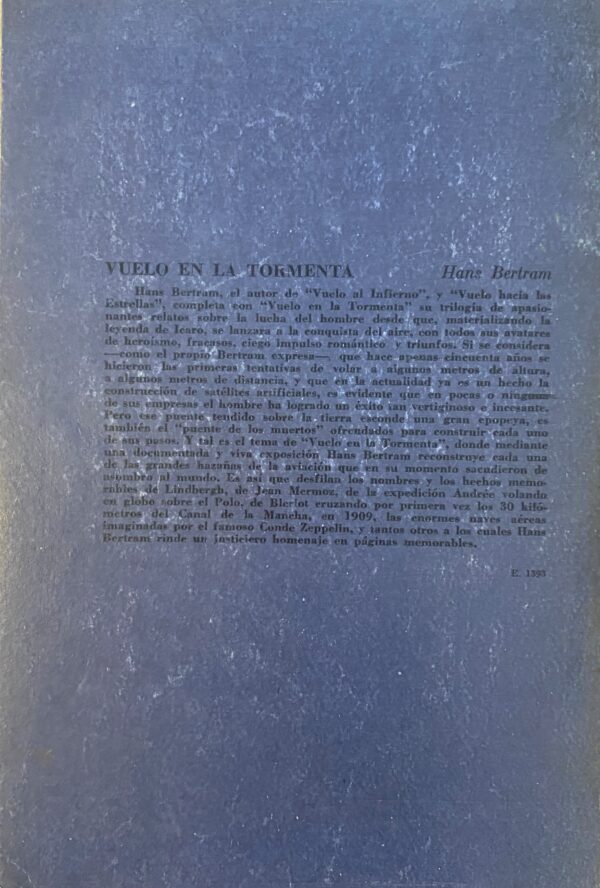 VUELO EN LA TORMENTA Hans Bertram
Hans Bertram, el autor de "Vuelo al Infierno", y "Vuelo hacia las
Estrellas", completa con "Vuelo en la Tormenta" su trilogía de apasio-
nantes relatos sobre la lucha del hombre desde que, materializando la
leyenda de Icaro, se lanzara a la conquista del aire, con todos sus avatares
de heroísmo, fracasos, ciego impulso romántico y triunfos. Si se considera
—como el propio Bertram expresa—, que hace apenas cincuenta años se
hicieron las primeras tentativas de volar a algunos metros de altura,
a algunos metros de distancia, y que en la actualidad ya es un hecho la
construcción de satélites artificiales, es evidente que en pocas o ninguna
de sus empresas el hombre ha logrado un éxito tan vertiginoso e incesante.
Pero ese puente tendido sobre la tierra esconde una gran epopeya, es
también el "puente de los muertos" ofrendados para construir cada uno
de sus pasos. Y tal es el tema de "Vuelo en la Tormenta", donde mediante
una documentada y viva exposición Hans Bertram reconstruye cada una
de las grandes hazañas de la aviación que en su momento sacudieron de
asombro al mundo. Es así que desfilan los nombres y los hechos memo-
rables de Lindbergh, de Jean Mermoz, de la expedición Andrée volando
en globo sobre el Polo, de Bleriot cruzando por primera vez los 30 kiló-
metros del Canal de la Mancha, en 1909, las enormes naves aéreas
imaginadas por el famoso Conde Zeppelin, y tantos otros a los cuales Hans
Bertram rinde un justiciero homenaje en páginas memorables.
E. 1393